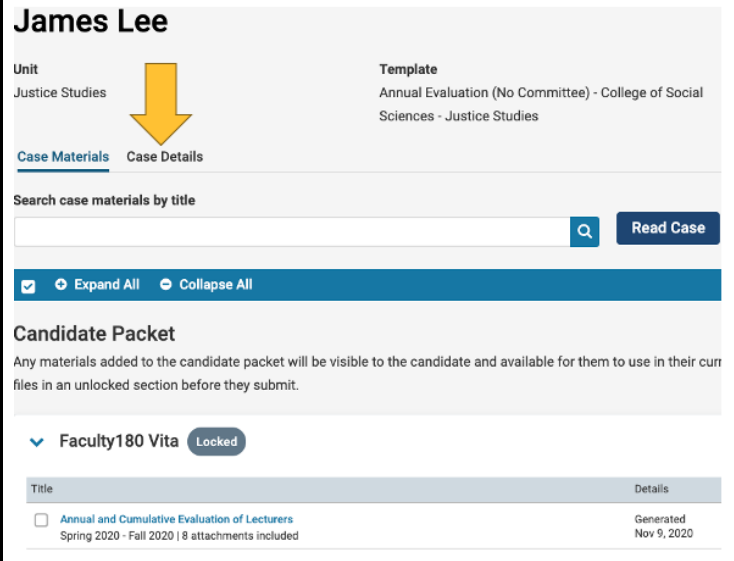 James Lee
Unit
Justice Studies
Template
Annual Evaluation (No Committee) - College of Social
Sciences - Justice Studies
Case Materials Case Details
Search case materials by title
Read Case
Expand All Collapse All
Candidate Packet
Any materials added to the candidate packet will be visible to the candidate and available for them to use in their curr
files in an unlocked section before they submit.
Faculty180 Vita Locked
Title Details
Annual and Cumulative Evaluation of Lecturers
Spring 2020 - Fall 2020 | 8 attachments included
Generated
Nov 9, 2020